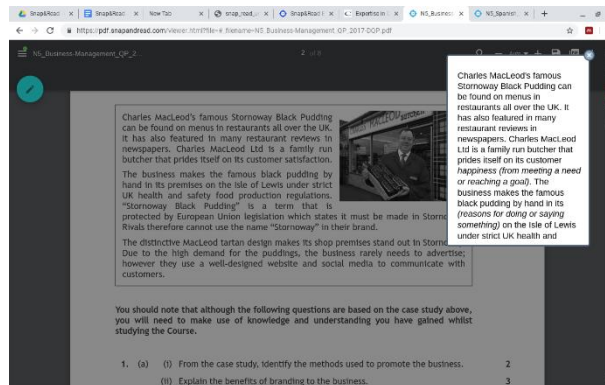 Snap&Read
Snap&Read
New Tab
snap_read_
Snap&Read
Expertise in
N5_Busines
N5_Spanish_
https://pdf.snapandread.com/viewer.html?file=4_filename=N5_Business-Management_QP_2017-DQP.pdf
N5_Business-Management_QP_2...
2 of 9
Charles MacLeod's famous Stornoway Black Pudding
can be found on menus in restaurants all over the UK.
It has also featured in many restaurant reviews in
newspapers. Charles MacLeod Ltd is a family run
butcher that prides itself on its customer satisfaction.
The business makes the famous black pudding by
hand in its premises on the Isle of Lewis under strict
UK health and safety food production regulations.
"Stornoway Black Pudding" is a term that is
protected by European Union legislation which states it must be made in Storno
Rivals therefore cannot use the name "Stornoway" in their brand.
The distinctive MacLeod tartan design makes its shop premises stand out in Storno
Due to the high demand for the puddings, the business rarely needs to advertise;
however they use a well-designed website and social media to communicate with
customers.
CHARLES MACLEOD
Charles MacLeod's famous
Stornoway Black Pudding can
be found on menus in
restaurants all over the UK. It
has also featured in many
restaurant reviews in
newspapers. Charles MacLeod
Ltd is a family run butcher that
prides itself on its customer
happiness (from meeting a need
or reaching a goal). The
business makes the famous
black pudding by hand in its
(reasons for doing or saying
something) on the Isle of Lewis
under strict UK health and
You should note that although the following questions are based on the case study above,
you will need to make use of knowledge and understanding you have gained whilst
studying the Course.
1. (a) (i) From the case study, identify the methods used to promote the business. 2
(ii) Explain the benefits of branding to the business. 3